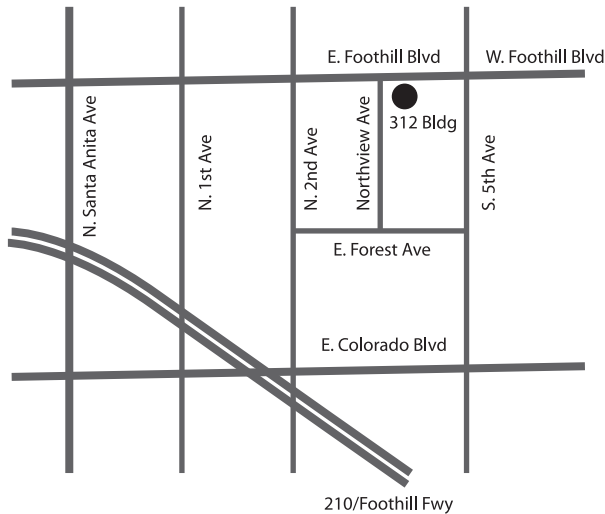 E. Foothill Blvd
W. Foothill Blvd
N. Santa Anita Ave
N. 1st Ave
N. 2nd Ave
Northview Ave
312 Bldg
S. 5th Ave
E. Forest Ave
E. Colorado Blvd
210/Foothill Fwy